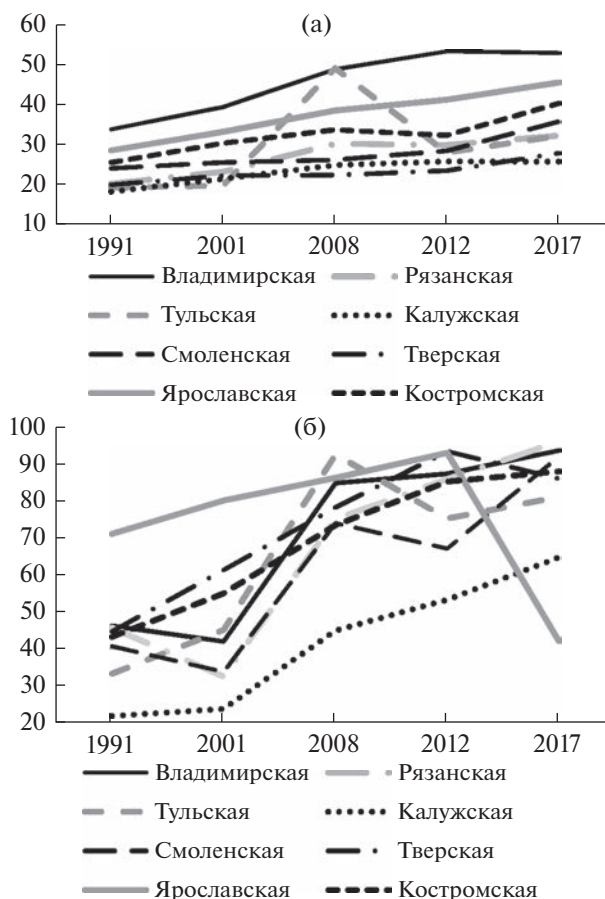 (а)
60
50
40
30
20
10
1991 2001 2008 2012 2017
Владимирская Рязанская
Тульская Калужская
Смоленская Тверская
Ярославская Костромская
(б)
100
90
80
70
60
50
40
30
20
1991 2001 2008 2012 2017
Владимирская Рязанская
Тульская Калужская
Смоленская Тверская
Ярославская Костромская